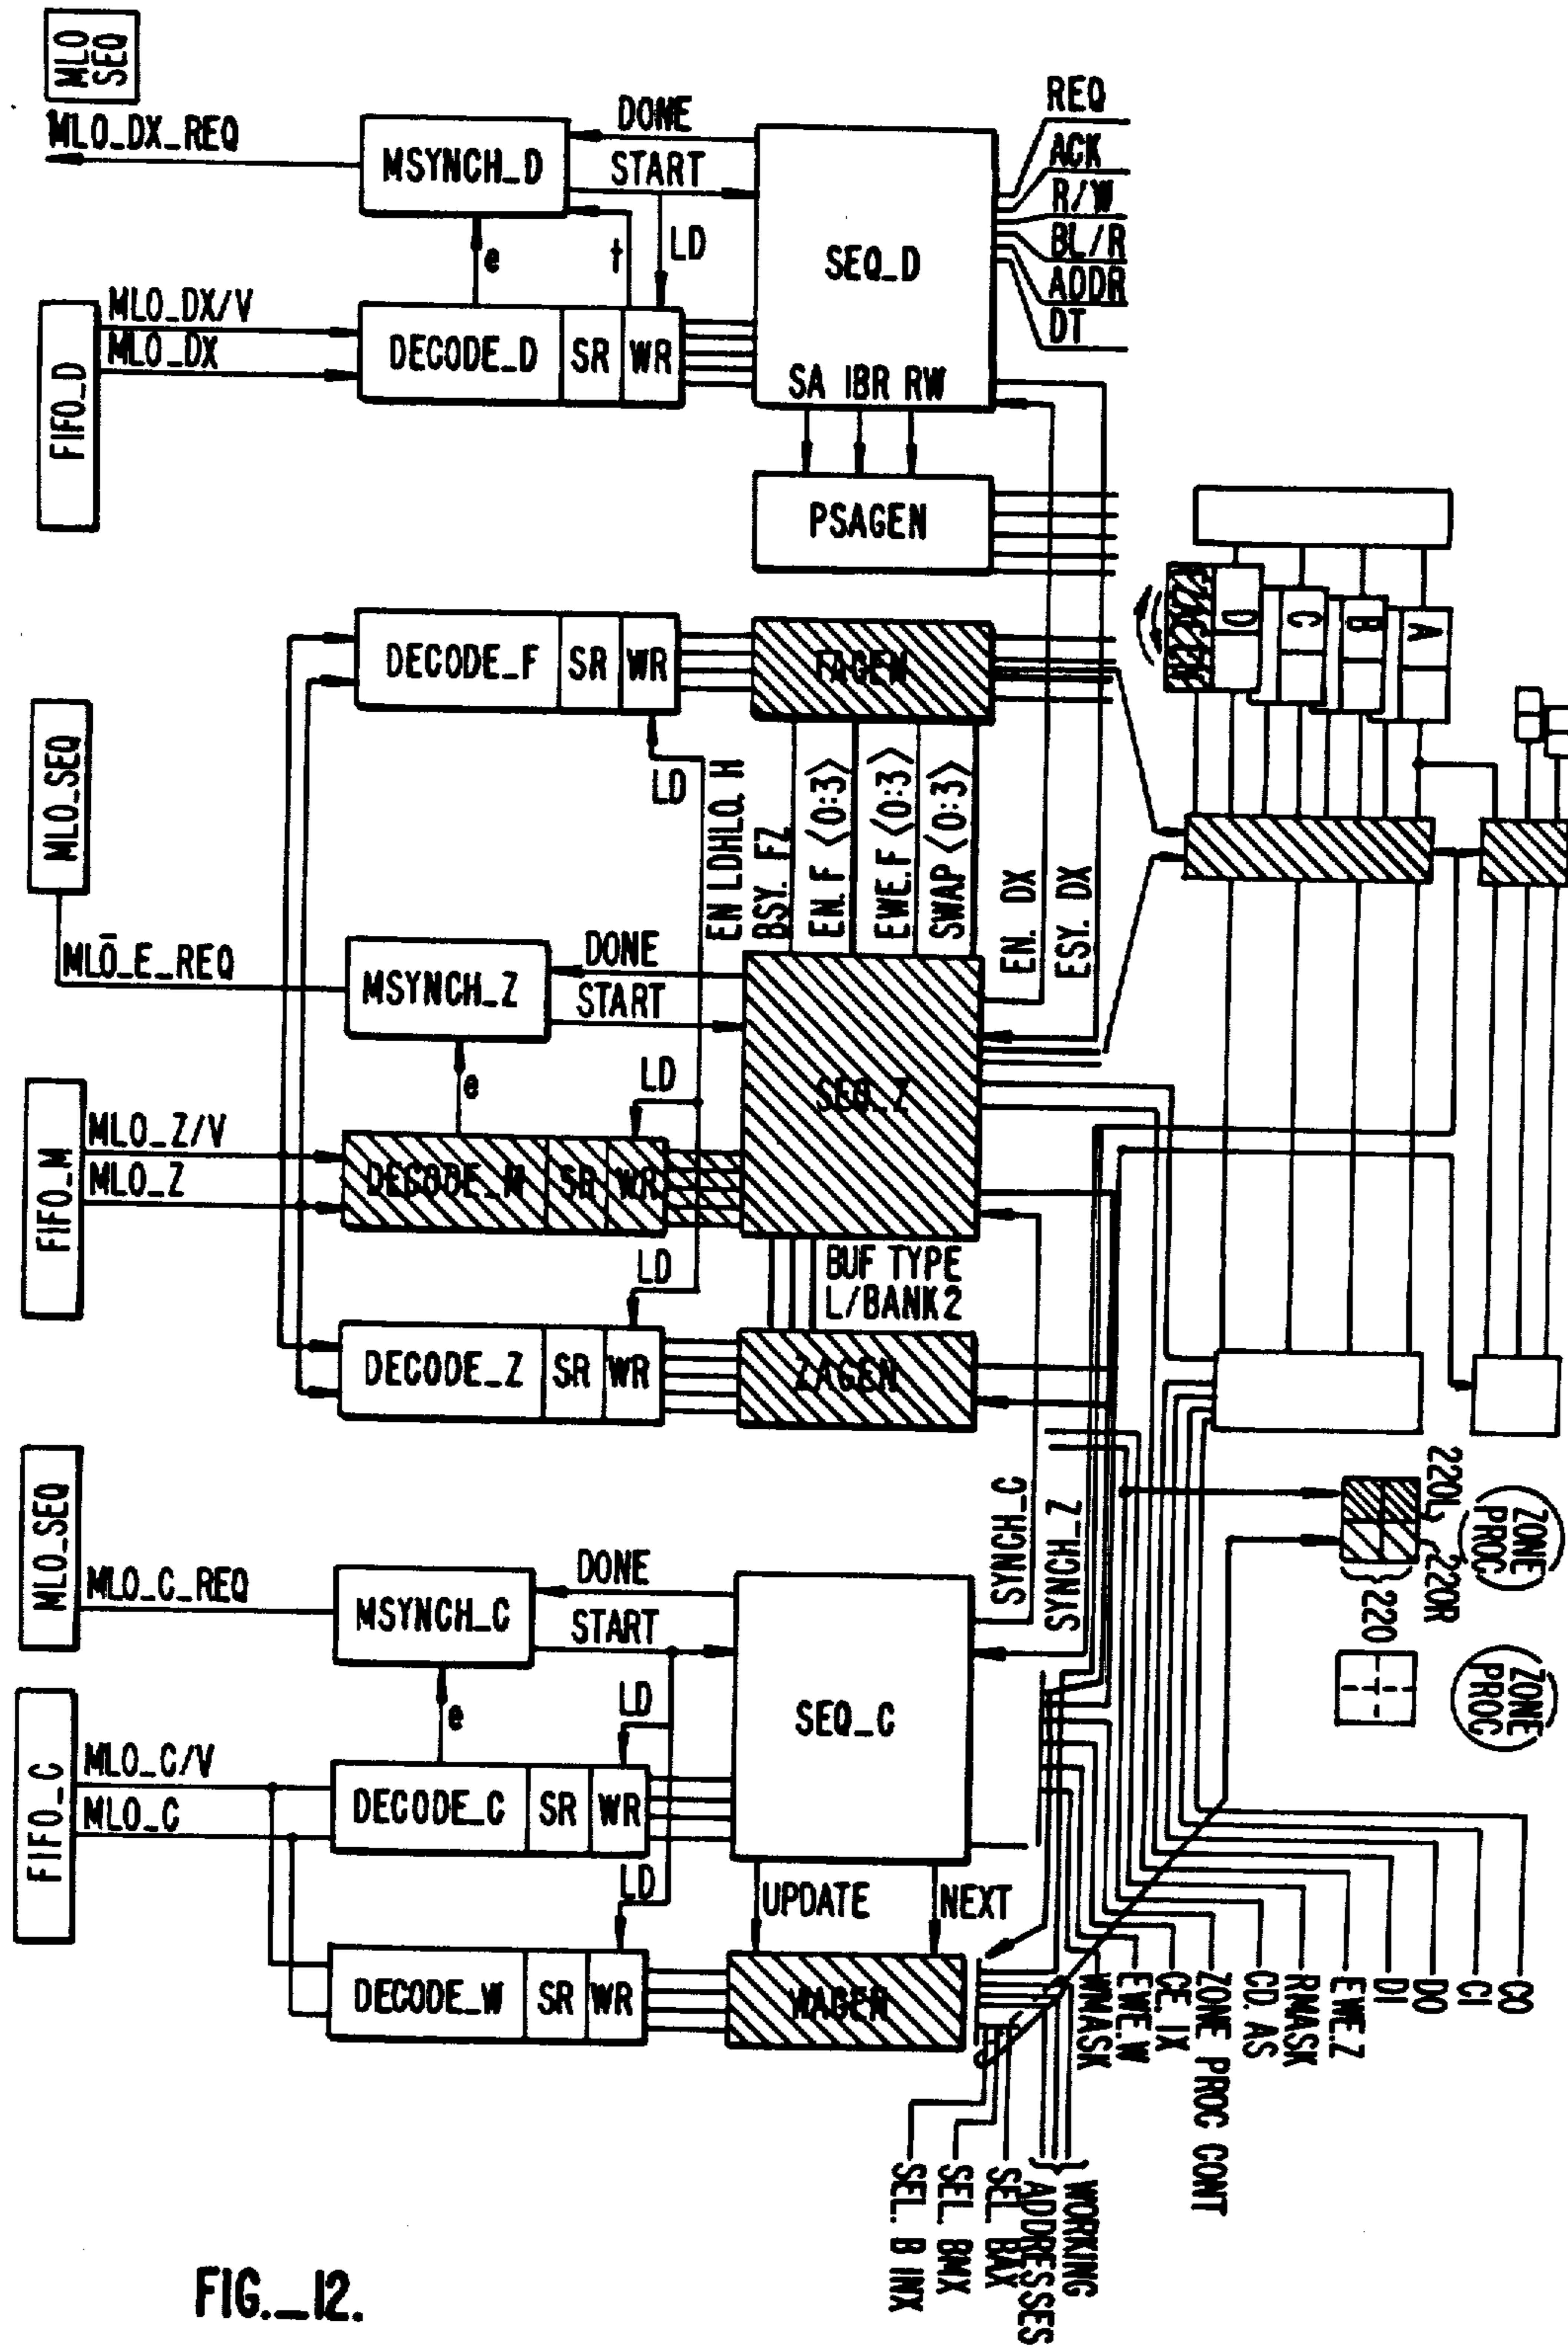 MLO
SEQ
MLO_DX_REQ
MSYNCH_D
DONE
START
REQ
ACK
R/W
BL/R
ADDR
DT
SEQ_D
e
t
LD
FIFO_D
MLO_DX/V
MLO_DX
DECODE_D
SR
WR
SA IBR RW
PSAGEN
D
C
B
A
DECODE_F
SR
WR
FAGEN
LD
EN LDHILO. H
BSY. FZ
EN. F <0:3>
EWE.F <0:3>
SWAP <0:3>
EN. DX
ESY. DX
MLO_SEQ
MLO_E_REQ
MSYNCH_Z
DONE
START
SEQ_Z
e
LD
FIFO_M
MLO_Z/V
MLO_Z
DECODE_M
SR
WR
LD
BUF TYPE
L/BANK2
DECODE_Z
SR
WR
ZAGEN
SYNCH_C
SYNCH_Z
220L
220R
}220
ZONE
PROC
ZONE
PROC
MLO_SEQ
MLO_C_REQ
MSYNCH_C
DONE
START
SEQ_C
e
LD
FIFO_C
MLO_C/V
MLO_C
DECODE_C
SR
WR
LD
UPDATE
NEXT
DECODE_W
SR
WR
WAGEN
WMASK
EWE.W
CE. IX
ZONE PROC CONT
CD. AS
RMASK
EWE.Z
DI
DO
CI
CO
WORKING
ADDRESSES
SEL. BAX
SEL. BMX
SEL. B INX
FIG._12.